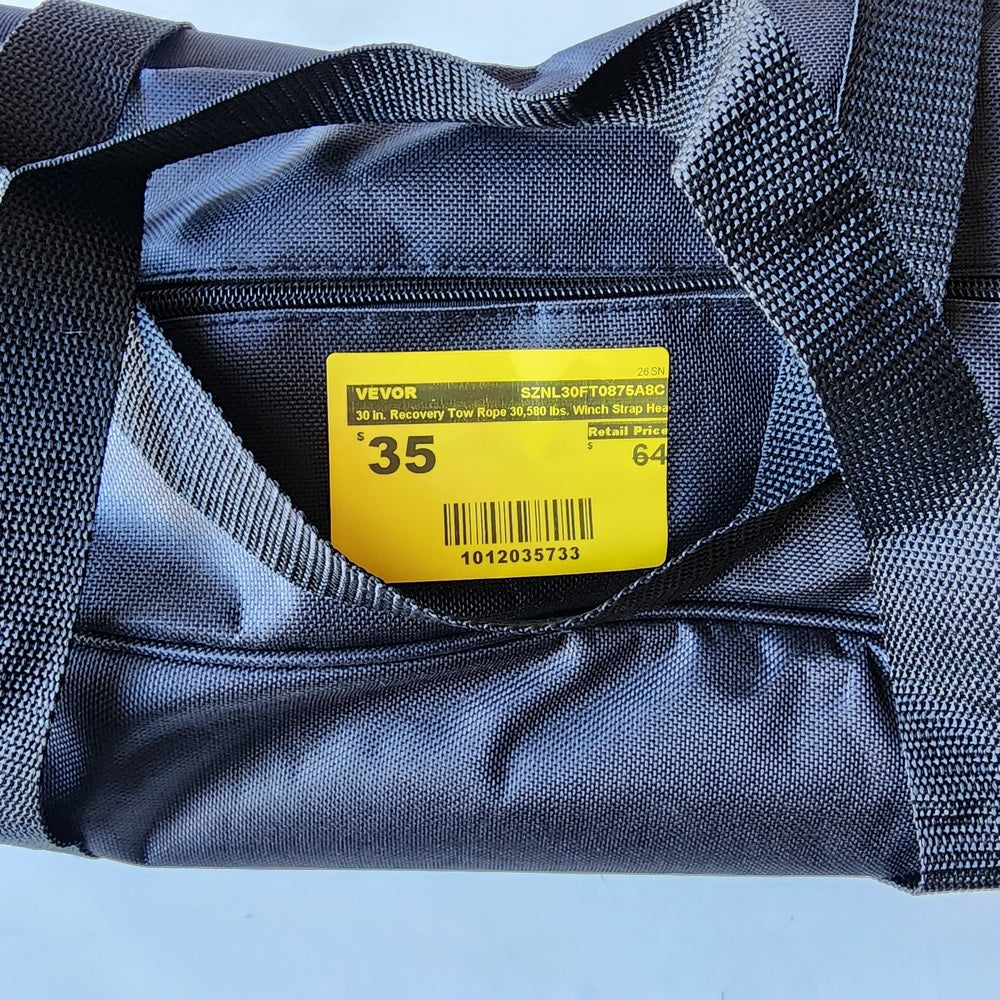 26 SN
VEVOR SZNL30FT0875A8C
30 In. Recovery Tow Rope 30,580 lbs. Winch Strap Hea
Retail Price
$ 35 $ 64
1012035733